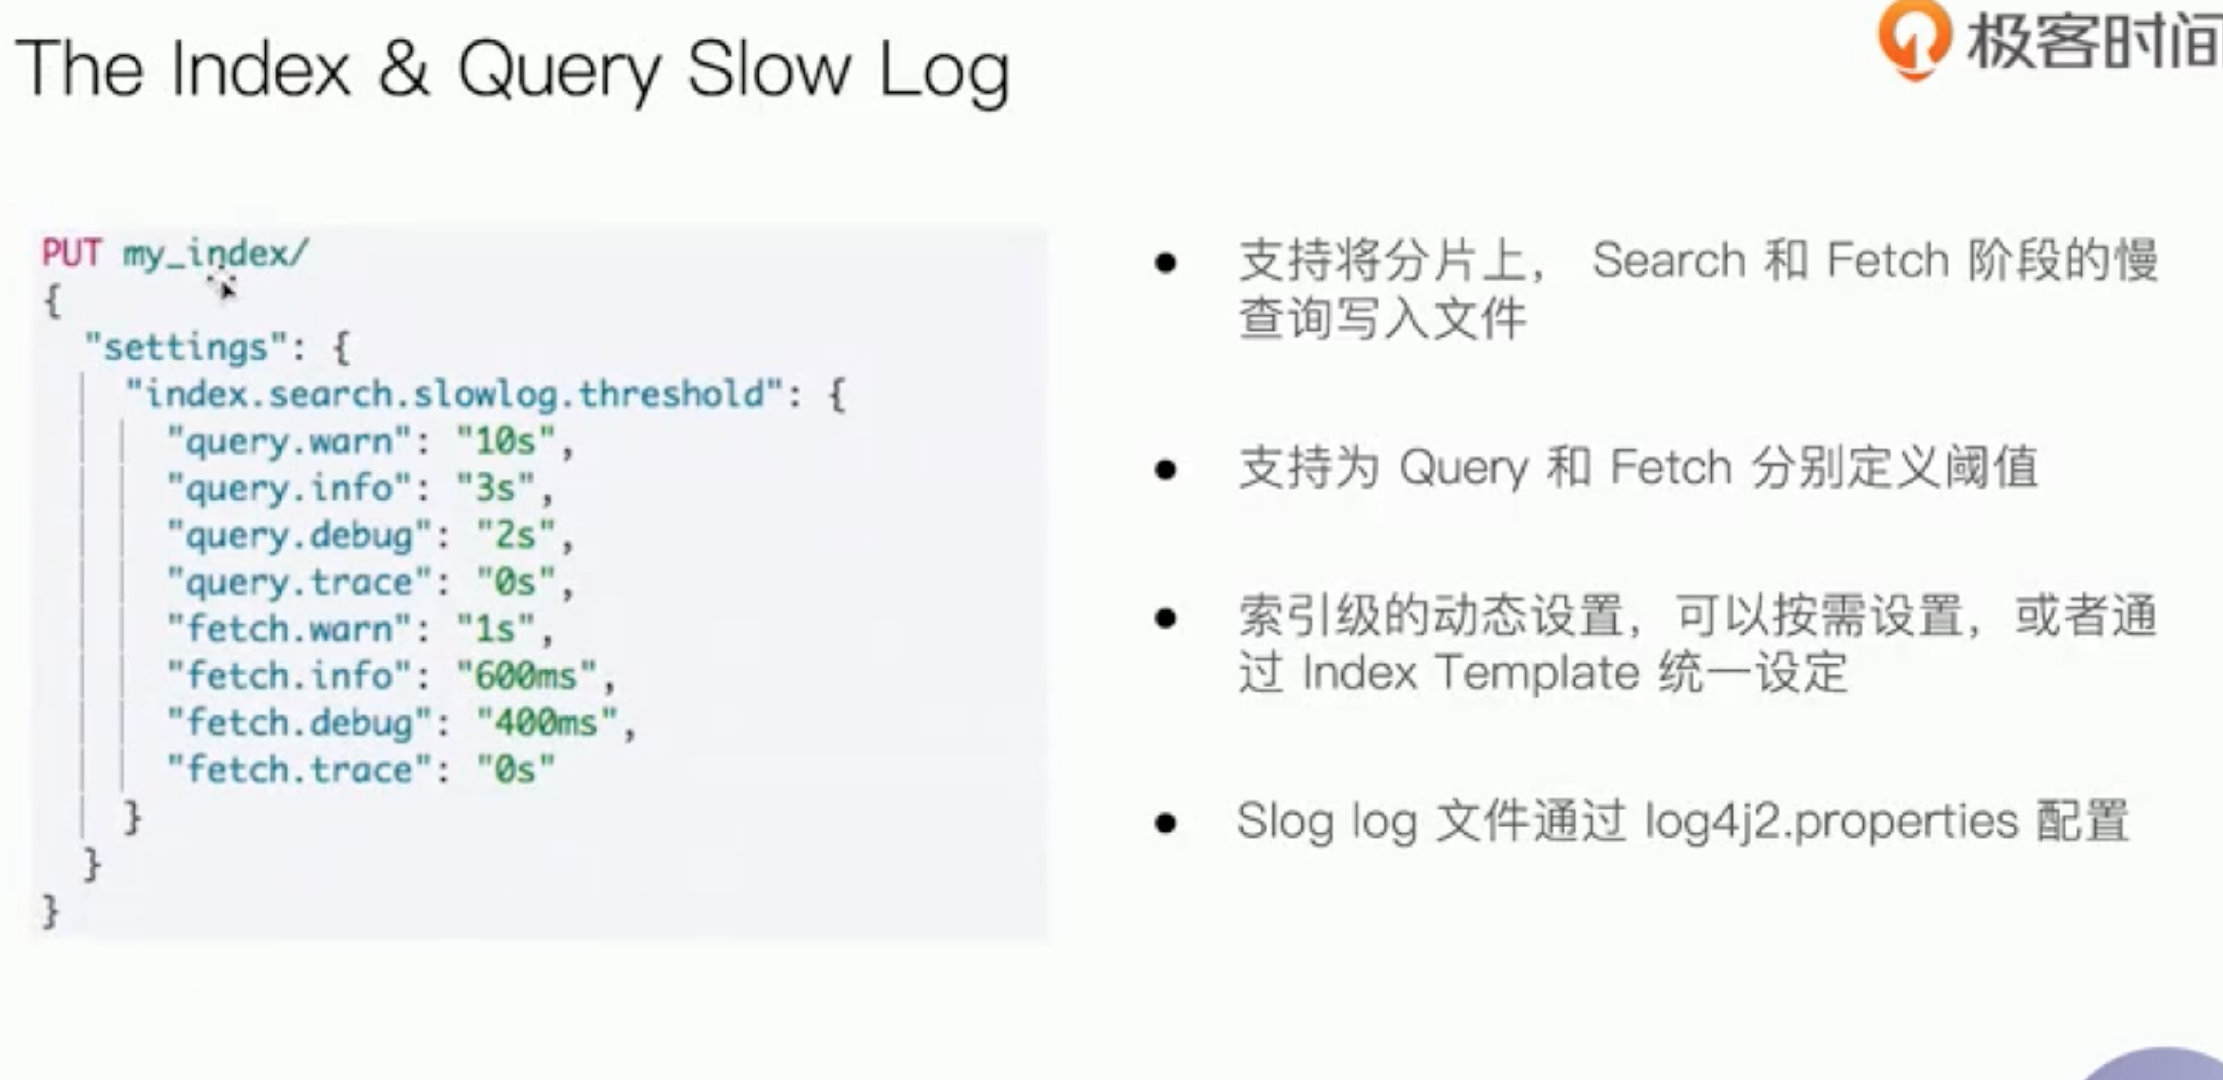 The Index & Query Slow Log
极客时间
PUT my_index/
{
"settings": {
"index.search.slowlog.threshold": {
"query.warn": "10s",
"query.info": "3s",
"query.debug": "2s",
"query.trace": "0s",
"fetch.warn": "1s",
"fetch.info": "600ms",
"fetch.debug": "400ms",
"fetch.trace": "0s"
}
}
}
● 支持将分片上， Search 和 Fetch 阶段的慢
查询写入文件
● 支持为 Query 和 Fetch 分别定义阈值
● 索引级的动态设置，可以按需设置，或者通
过 Index Template 统一设定
● Slog log 文件通过 log4j2.properties 配置